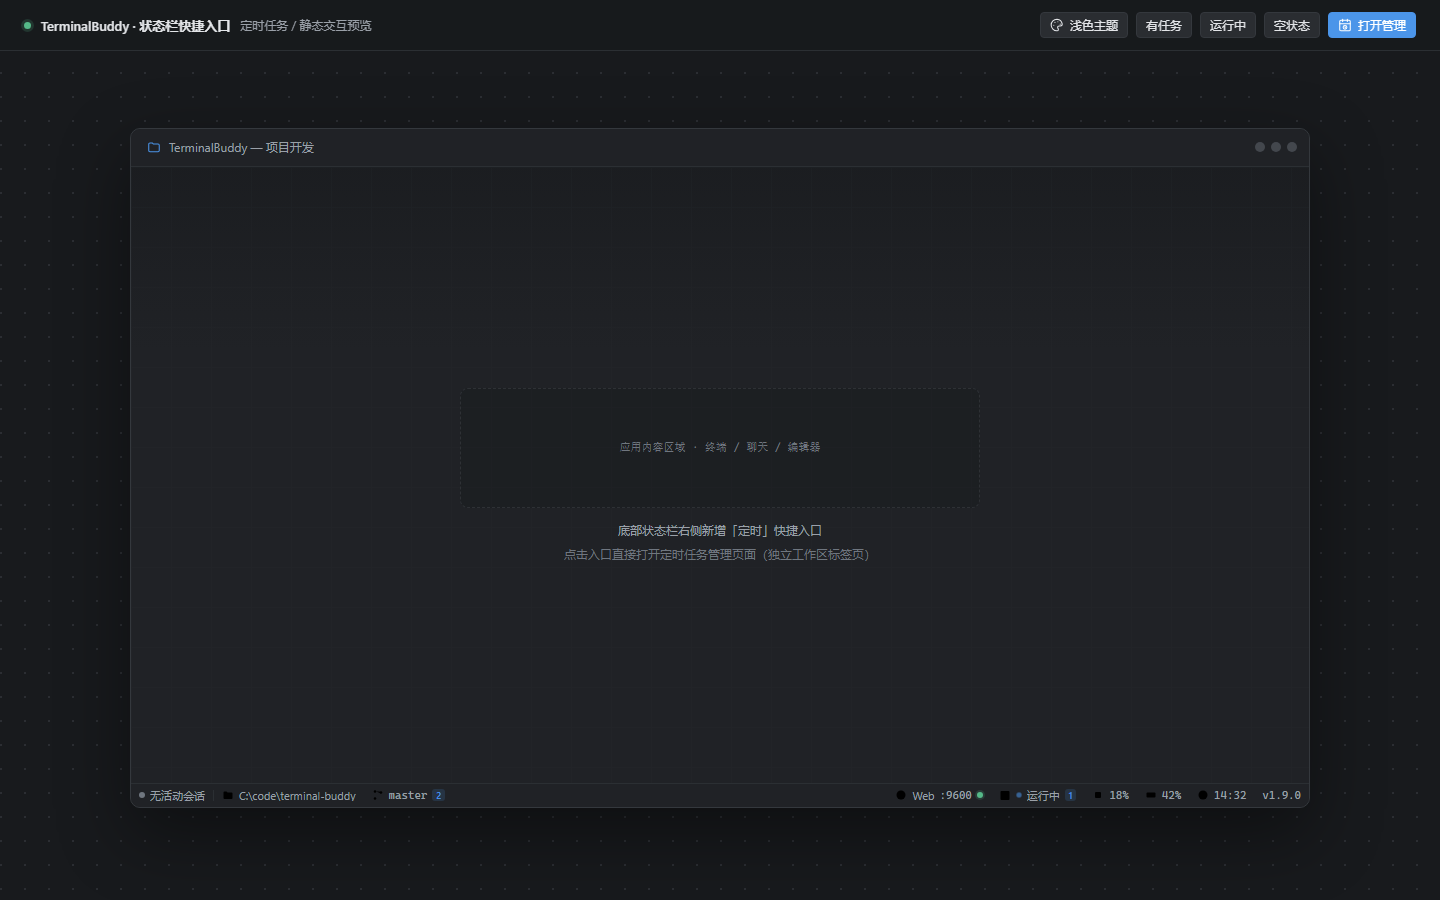 TerminalBuddy · 状态栏快捷入口 定时任务 / 静态交互预览 浅色主题 有任务 运行中 空状态 打开管理
TerminalBuddy — 项目开发
应用内容区域 · 终端 / 聊天 / 编辑器
底部状态栏右侧新增「定时」快捷入口
点击入口直接打开定时任务管理页面（独立工作区标签页）
无活动会话 C:\code\terminal-buddy master 2 Web :9600 运行中 1 18% 42% 14:32 v1.9.0